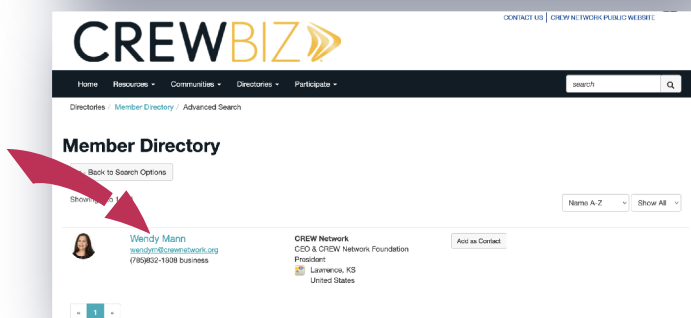 CONTACT US | CREW NETWORK PUBLIC WEBSITE
CREWBIZ
Home Resources Communities Directories Participate search
Directories / Member Directory / Advanced Search
Member Directory
Back to Search Options
Showing
Name A-Z Show All
Wendy Mann
wendym@crewnetwork.org
(785)832-1808 business
CREW Network
CEO & CREW Network Foundation
President
Lawrence, KS
United States
Add as Contact
« 1 »